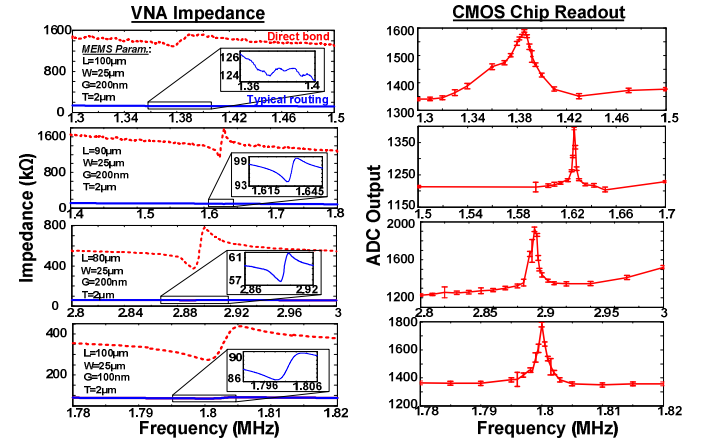 VNA Impedance
CMOS Chip Readout
Impedance (kΩ)
1600
800
0
Direct bond
MEMS Param.:
L=100μm
W=25μm
G=200nm
T=2μm
126
124
1.36
1.4
Typical routing
1.3 1.34 1.38 1.42 1.46 1.5
1600
800
0
L=90μm
W=25μm
G=200nm
T=2μm
99
93
1.615 1.645
1.4 1.5 1.6 1.7 1.8
800
400
0
L=80μm
W=25μm
G=200nm
T=2μm
61
57
2.86 2.92
2.8 2.84 2.88 2.92 2.96 3
400
200
0
L=100μm
W=25μm
G=100nm
T=2μm
90
86
1.796 1.806
1.78 1.79 1.8 1.81 1.82
Frequency (MHz)
ADC Output
1600
1500
1400
1300
1.3 1.34 1.38 1.42 1.46 1.5
1350
1250
1150
1.5 1.54 1.58 1.62 1.66 1.7
2000
1600
1200
2.8 2.85 2.9 2.95 3
1800
1600
1400
1200
1.78 1.79 1.8 1.81 1.82
Frequency (MHz)